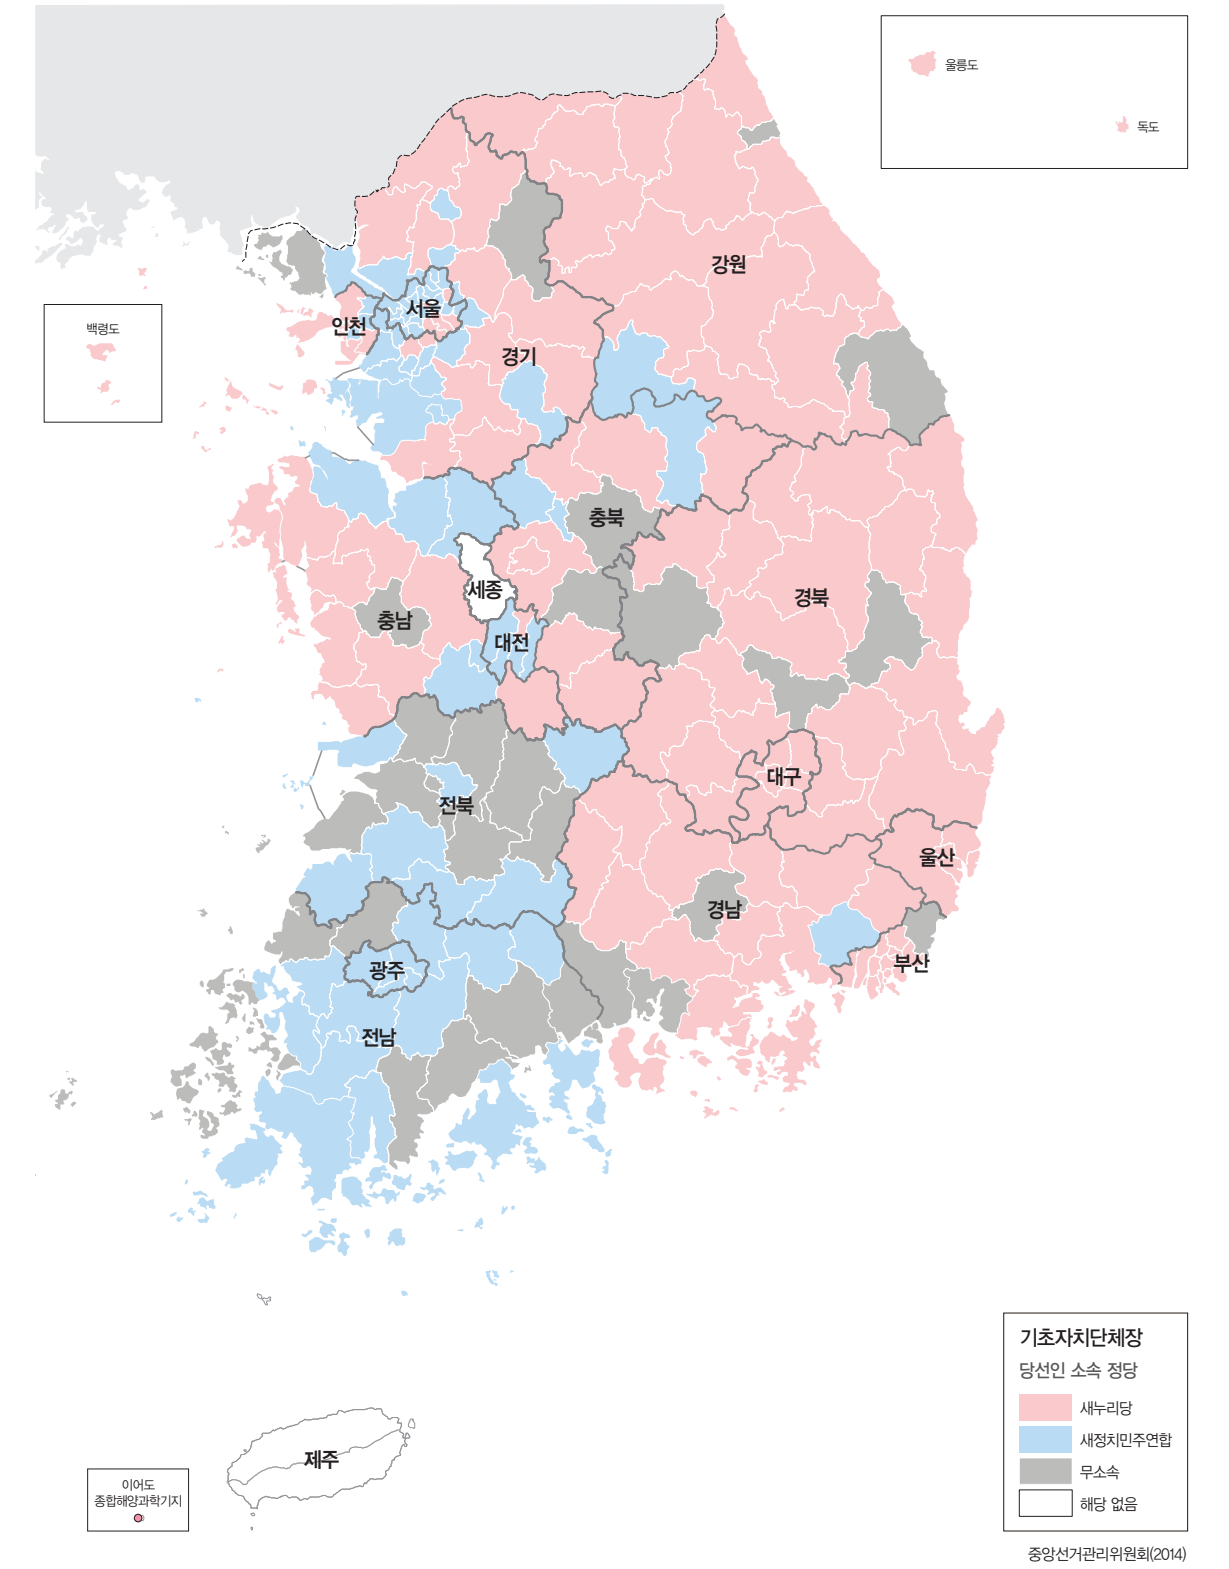 울릉도
독도
강원
백령도
인천
서울
경기
충북
세종
경북
충남
대전
대구
전북
울산
경남
광주
부산
전남
제주
이어도
종합해양과학기지
기초자치단체장
당선인 소속 정당
새누리당
새정치민주연합
무소속
해당 없음
중앙선거관리위원회(2014)